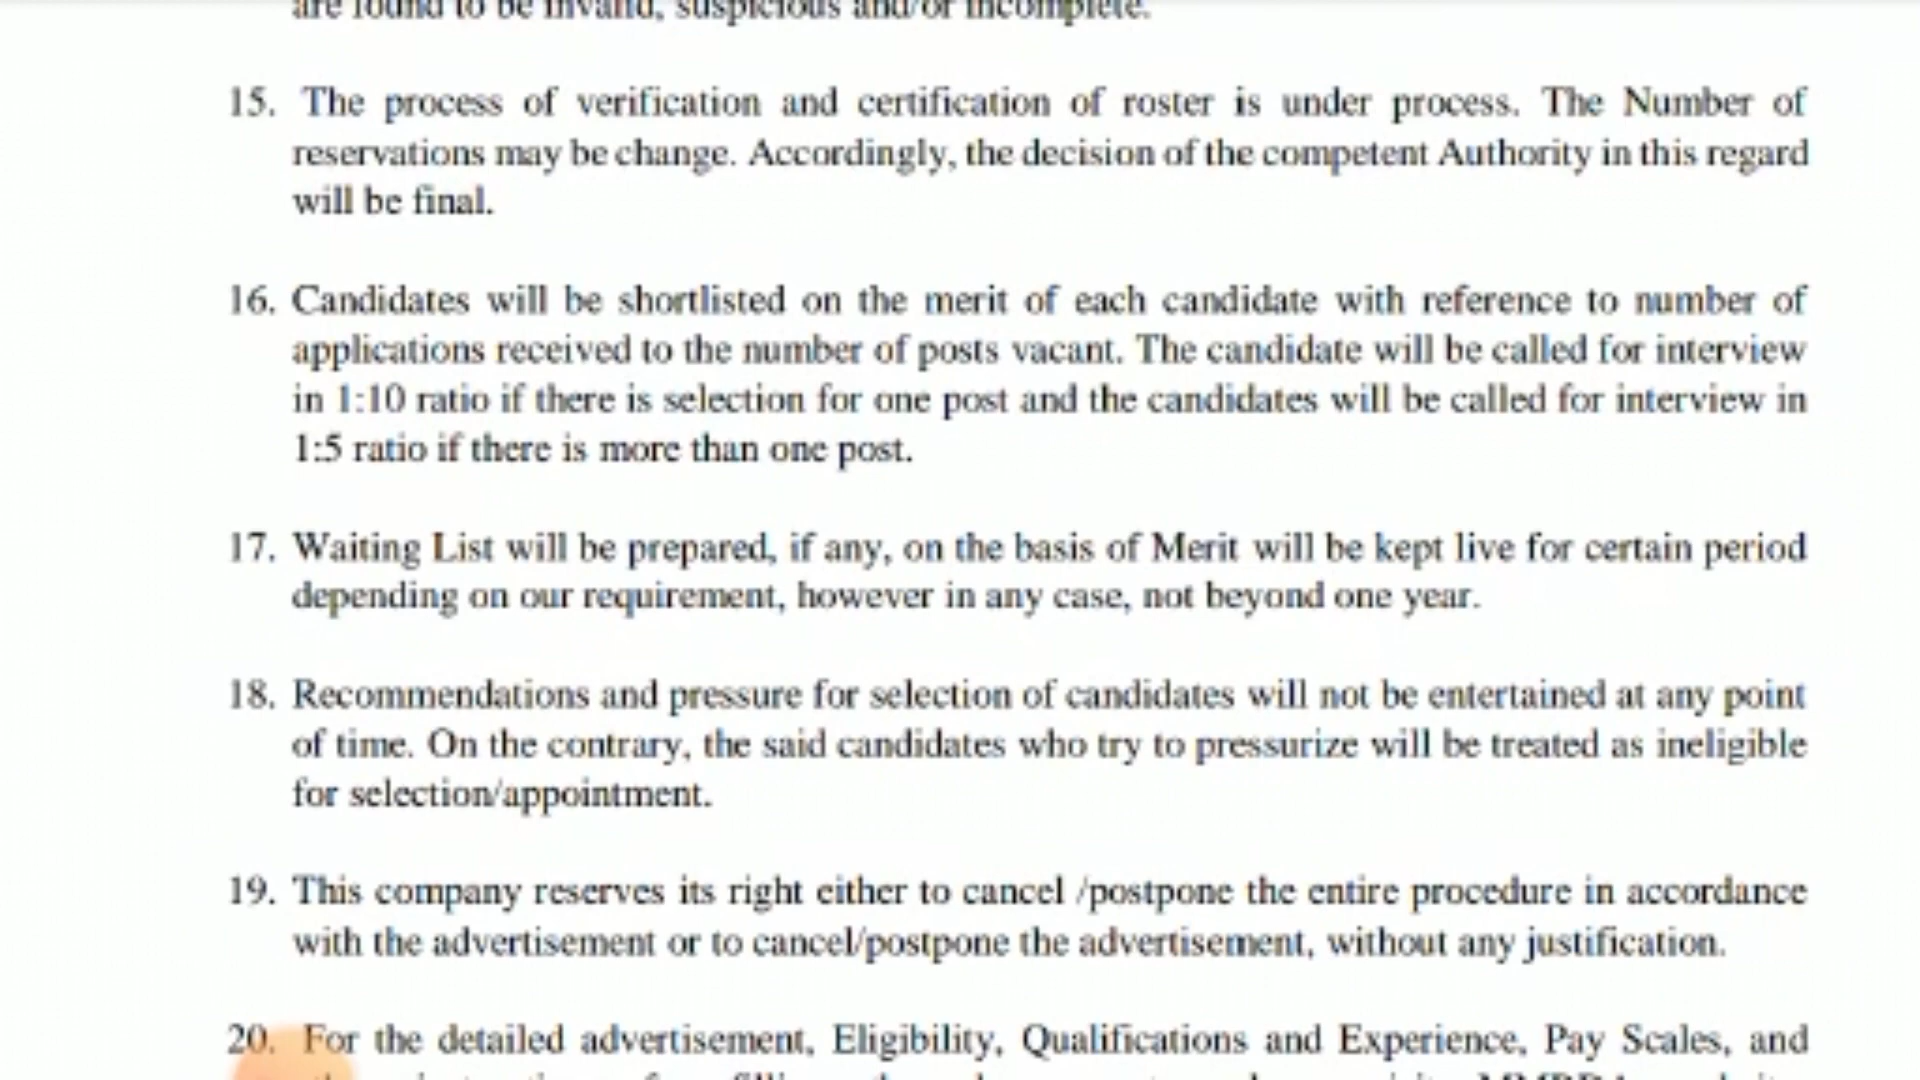 are found to be invalid, suspicious and/or incomplete.
15. The process of verification and certification of roster is under process. The Number of
reservations may be change. Accordingly, the decision of the competent Authority in this regard
will be final.
16. Candidates will be shortlisted on the merit of each candidate with reference to number of
applications received to the number of posts vacant. The candidate will be called for interview
in 1:10 ratio if there is selection for one post and the candidates will be called for interview in
1:5 ratio if there is more than one post.
17. Waiting List will be prepared, if any, on the basis of Merit will be kept live for certain period
depending on our requirement, however in any case, not beyond one year.
18. Recommendations and pressure for selection of candidates will not be entertained at any point
of time. On the contrary, the said candidates who try to pressurize will be treated as ineligible
for selection/appointment.
19. This company reserves its right either to cancel /postpone the entire procedure in accordance
with the advertisement or to cancel/postpone the advertisement, without any justification.
20. For the detailed advertisement, Eligibility, Qualifications and Experience, Pay Scales, and